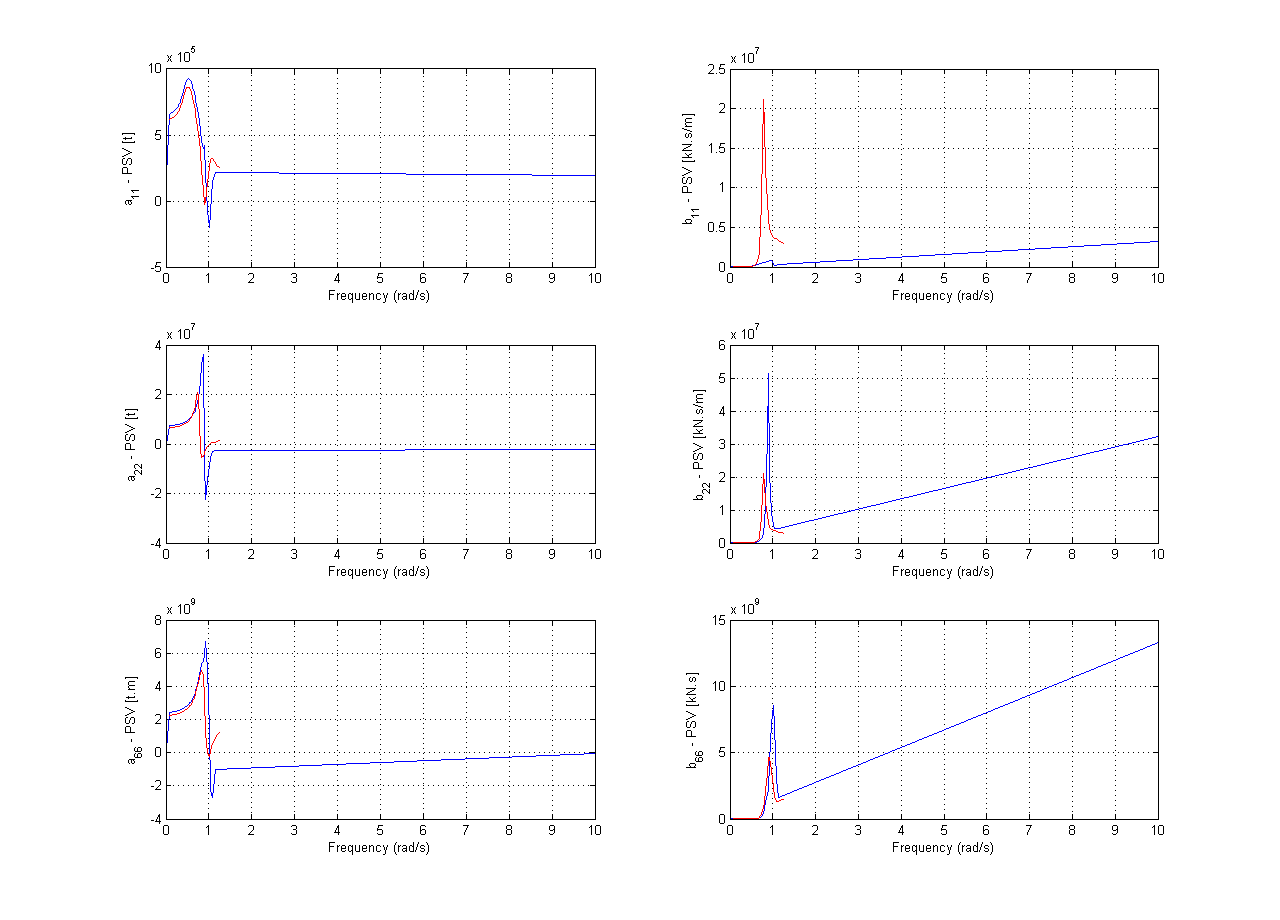 x 10^5
10
5
0
-5
a_11 - PSV [t]
0 1 2 3 4 5 6 7 8 9 10
Frequency (rad/s)
x 10^7
2.5
2
1.5
1
0.5
0
b_11 - PSV [kN.s/m]
0 1 2 3 4 5 6 7 8 9 10
Frequency (rad/s)
x 10^7
4
2
0
-2
-4
a_22 - PSV [t]
0 1 2 3 4 5 6 7 8 9 10
Frequency (rad/s)
x 10^7
6
5
4
3
2
1
0
b_22 - PSV [kN.s/m]
0 1 2 3 4 5 6 7 8 9 10
Frequency (rad/s)
x 10^9
8
6
4
2
0
-2
-4
a_66 - PSV [t.m]
0 1 2 3 4 5 6 7 8 9 10
Frequency (rad/s)
x 10^9
15
10
5
0
b_66 - PSV [kN.s]
0 1 2 3 4 5 6 7 8 9 10
Frequency (rad/s)